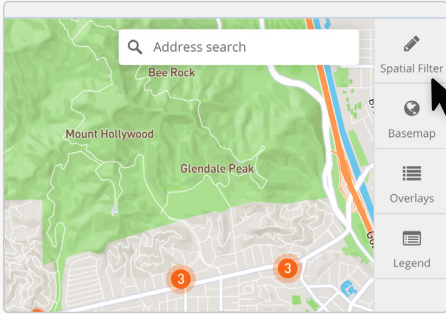 Address search
Spatial Filter
Bee Rock
Basemap
Mount Hollywood
Glendale Peak
Overlays
Legend
3
3